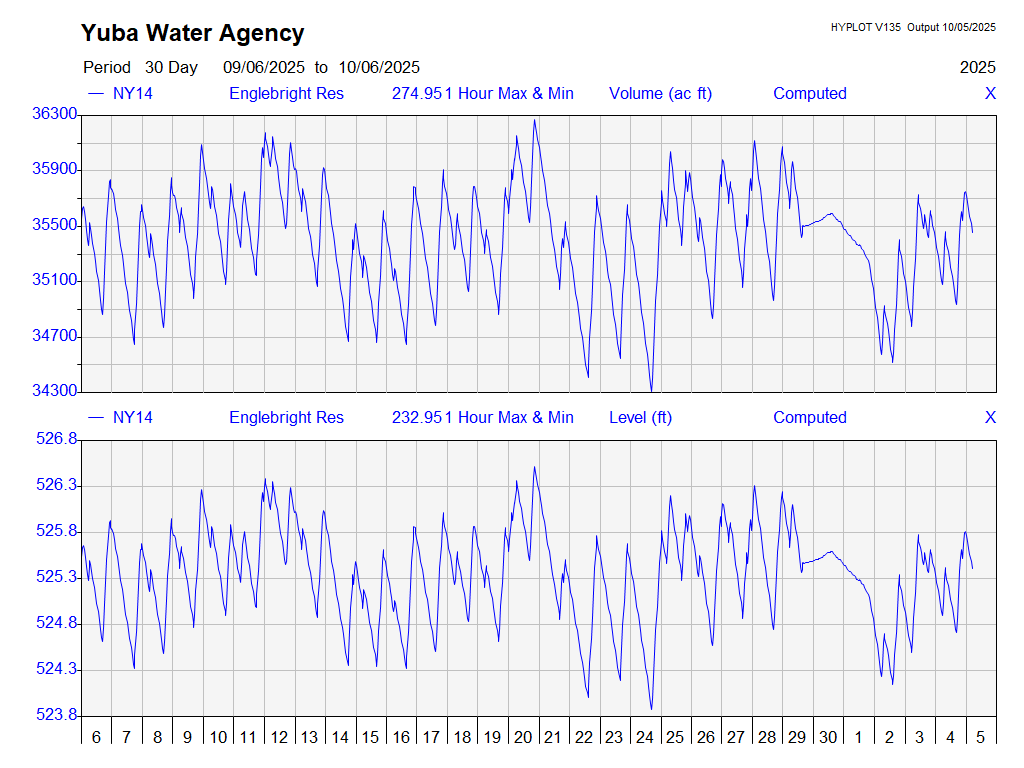 Yuba Water Agency
HYPLOT V135 Output 10/05/2025
Period 30 Day 09/06/2025 to 10/06/2025 2025
NY14 Englebright Res 274.951 Hour Max & Min Volume (ac ft) Computed X
36300
35900
35500
35100
34700
34300
NY14 Englebright Res 232.951 Hour Max & Min Level (ft) Computed X
526.8
526.3
525.8
525.3
524.8
524.3
523.8
6 7 8 9 10 11 12 13 14 15 16 17 18 19 20 21 22 23 24 25 26 27 28 29 30 1 2 3 4 5